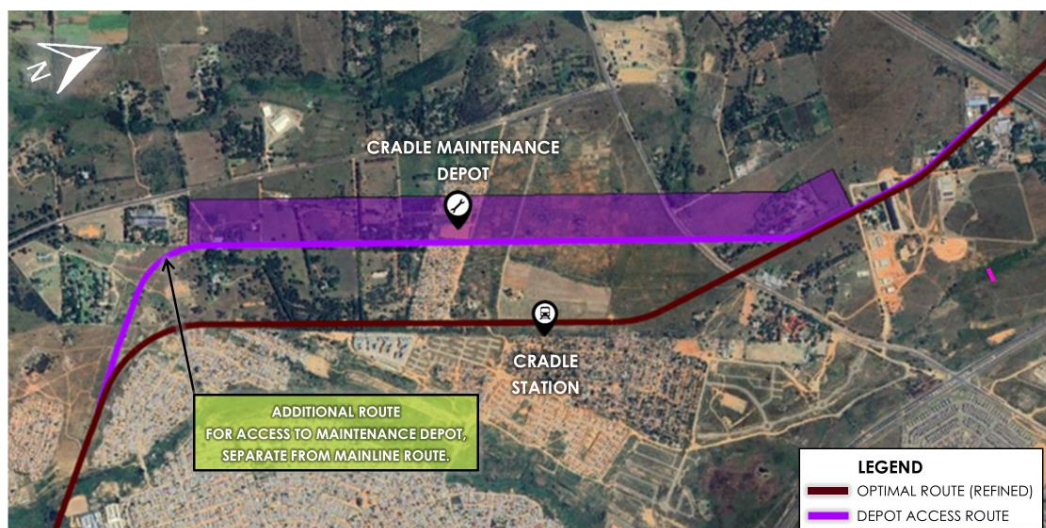 N
CRADLE MAINTENANCE
DEPOT
CRADLE
STATION
ADDITIONAL ROUTE
FOR ACCESS TO MAINTENANCE DEPOT,
SEPARATE FROM MAINLINE ROUTE.
LEGEND
OPTIMAL ROUTE (REFINED)
DEPOT ACCESS ROUTE